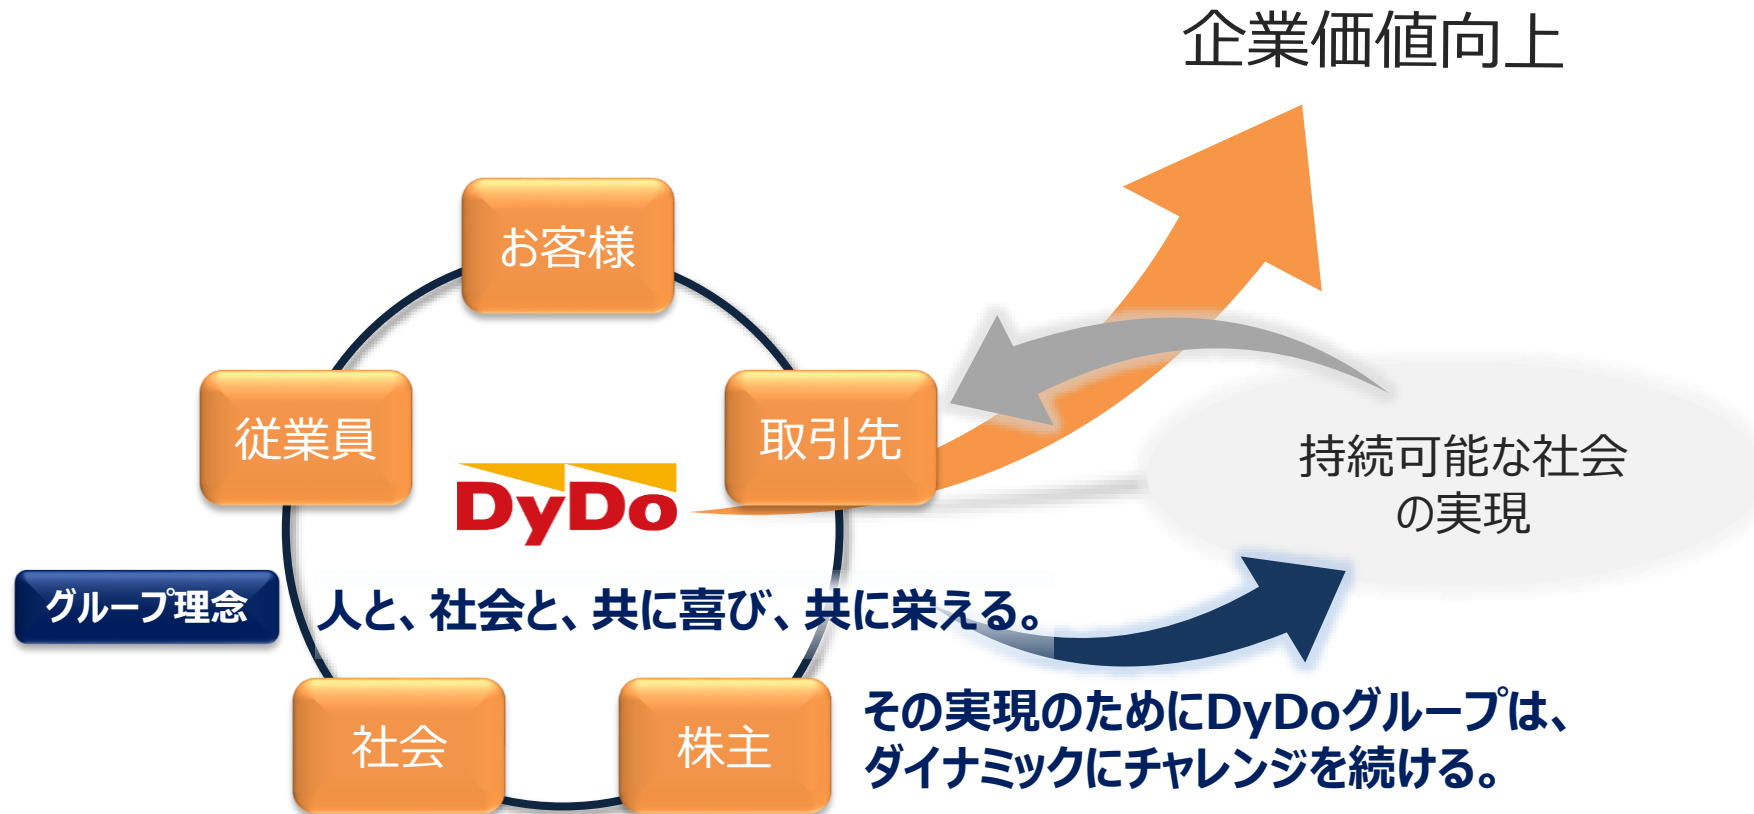 企業価値向上
お客様
従業員
取引先
DyDo
持続可能な社会
の実現
グループ理念
人と、社会と、共に喜び、共に栄える。
社会
株主
その実現のためにDyDoグループは、
ダイナミックにチャレンジを続ける。